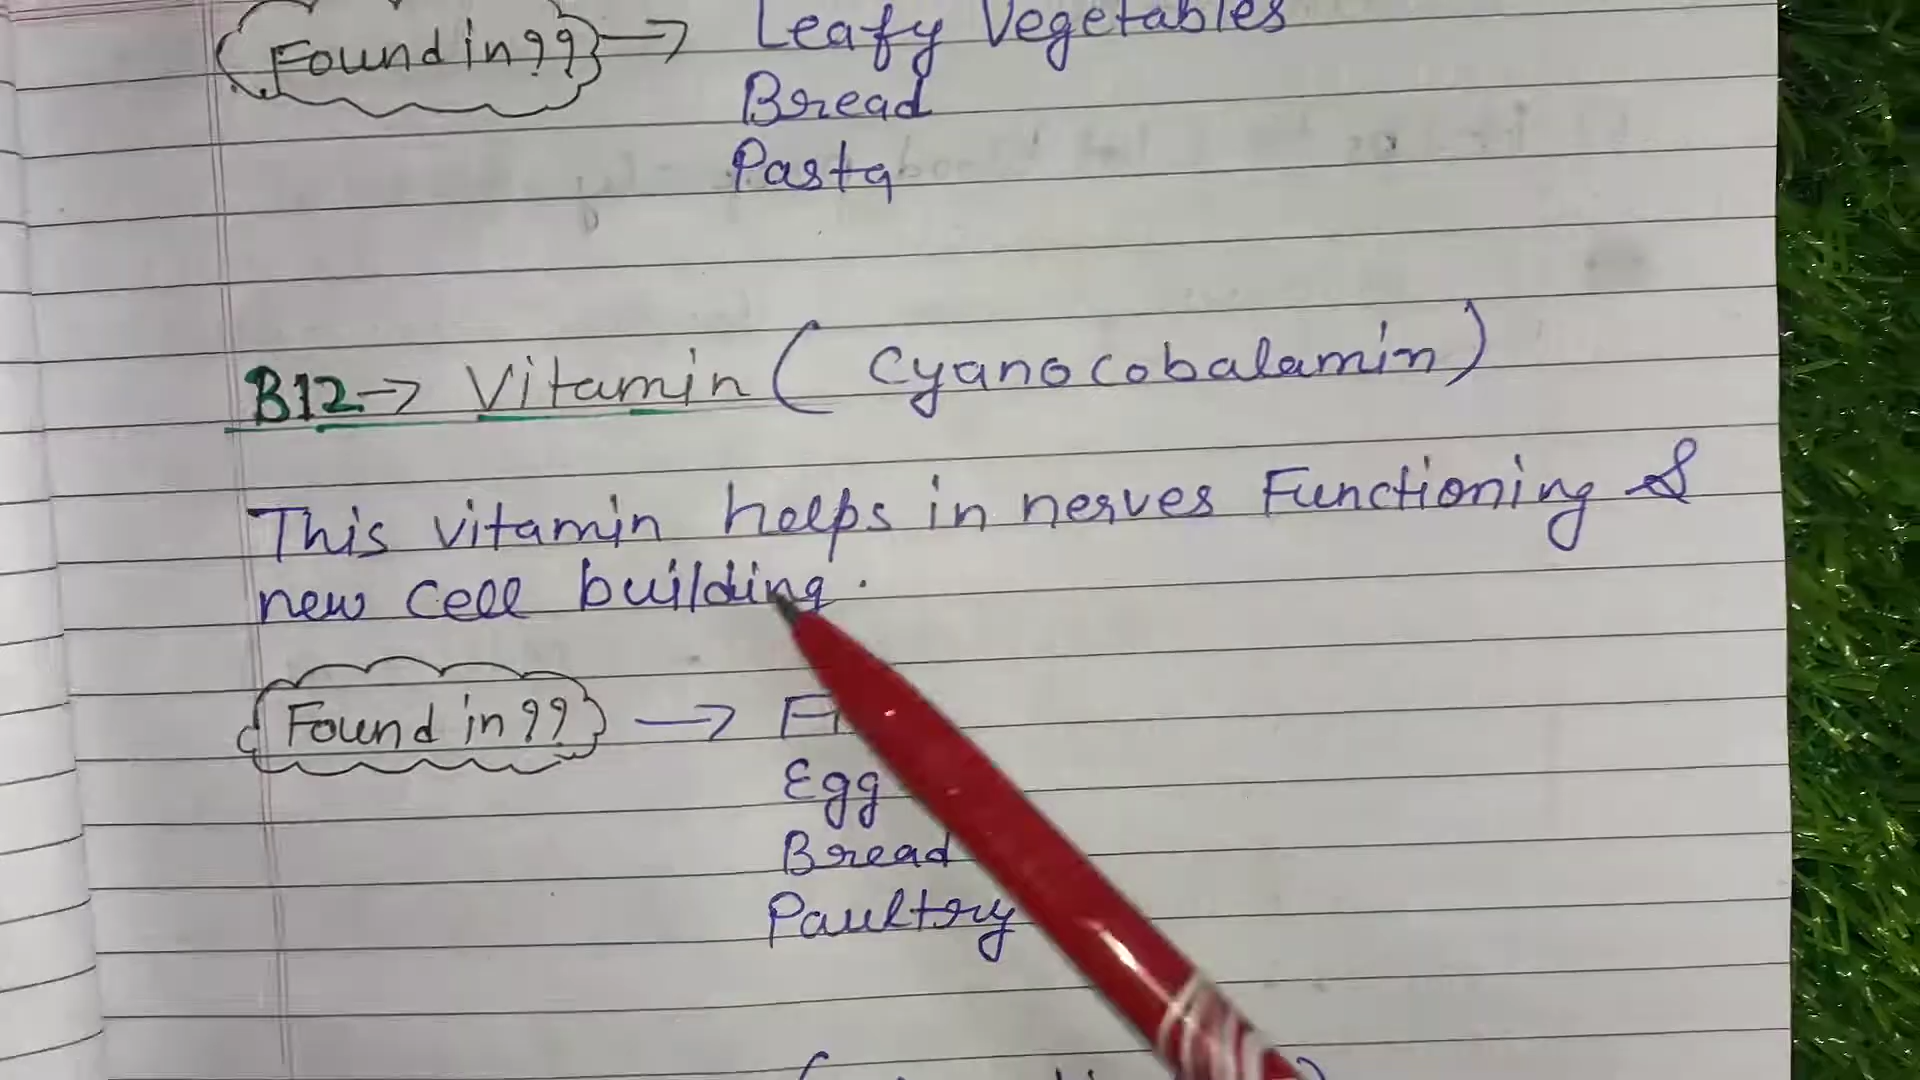 Found in ?? → Leafy Vegetables
Bread
Pasta
B12 → Vitamin ( Cyanocobalamin )
This vitamin helps in nerves Functioning &
new cell building.
Found in ?? →
Egg
Bread
Paultry